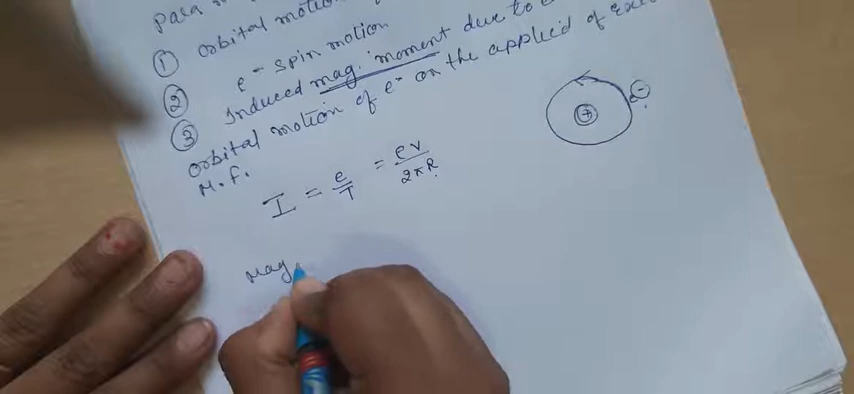 para
① orbital motion
② e- spin motion
③ Induced mag. moment due to
orbital motion of e- on the applied of
M.f.
I = e/T = ev/2πR
Mag
+
-
e